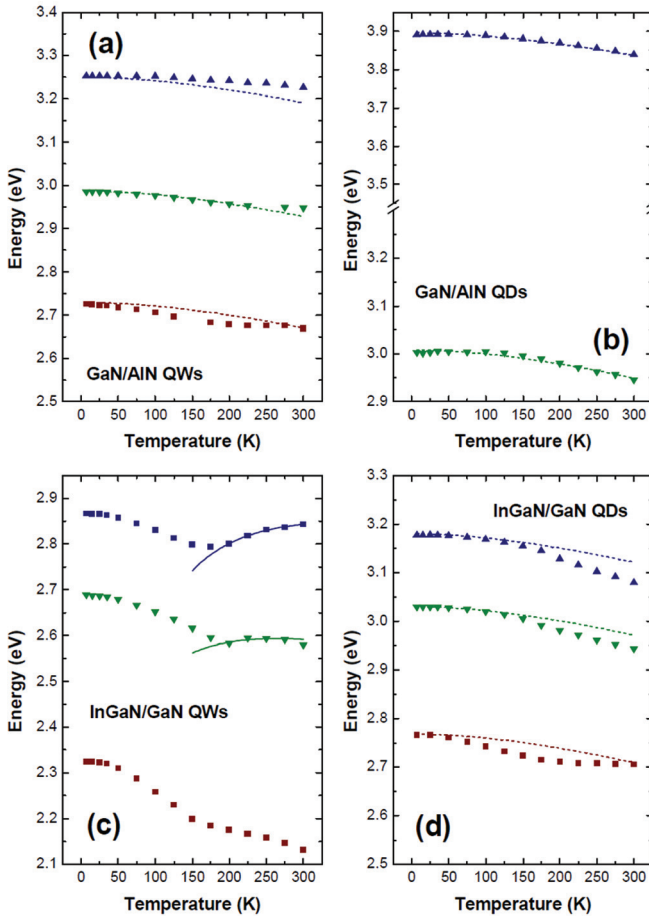 (a)
3.4
3.3
3.2
3.1
3.0
2.9
2.8
2.7
2.6
2.5
Energy (eV)
GaN/AlN QWs
0 50 100 150 200 250 300
Temperature (K)
3.9
3.8
3.7
3.6
3.5
3.2
3.1
3.0
2.9
Energy (eV)
GaN/AlN QDs
(b)
0 50 100 150 200 250 300
Temperature (K)
2.9
2.8
2.7
2.6
2.5
2.4
2.3
2.2
2.1
Energy (eV)
InGaN/GaN QWs
(c)
0 50 100 150 200 250 300
Temperature (K)
3.3
3.2
3.1
3.0
2.9
2.8
2.7
2.6
2.5
Energy (eV)
InGaN/GaN QDs
(d)
0 50 100 150 200 250 300
Temperature (K)